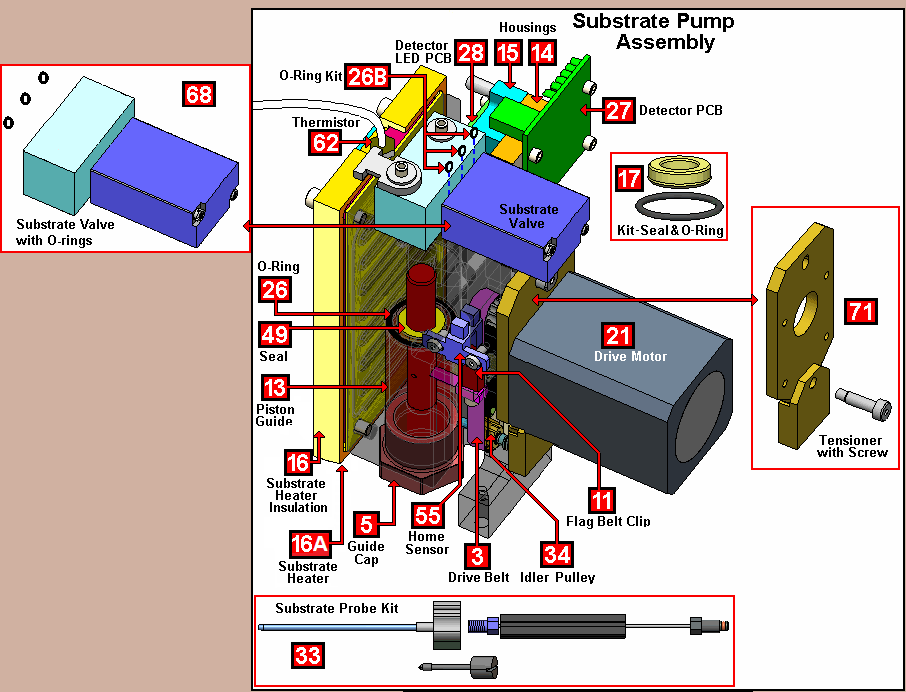 Substrate Pump
Assembly
Housings
Detector
LED PCB
28
15
14
O-Ring Kit
26B
27
Detector PCB
68
Thermistor
62
17
Kit-Seal & O-Ring
Substrate Valve
with O-rings
Substrate
Valve
O-Ring
26
49
Seal
21
Drive Motor
71
13
Piston
Guide
Tensioner
with Screw
16
Substrate
Heater
Insulation
16A
Substrate
Heater
5
Guide
Cap
55
Home
Sensor
11
Flag Belt Clip
3
Drive Belt
34
Idler Pulley
Substrate Probe Kit
33